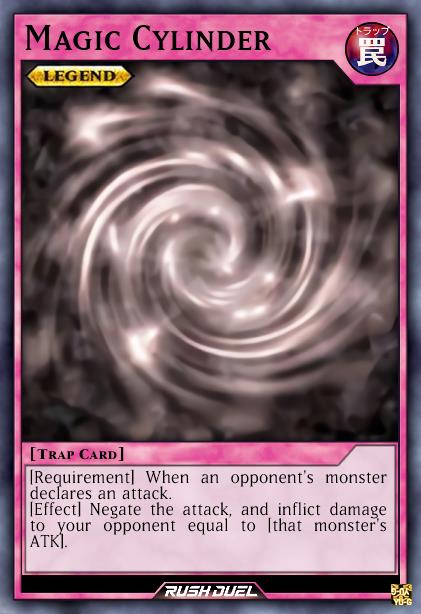 MAGIC CYLINDER
トラップ
罠
LEGEND
[TRAP CARD]
[Requirement] When an opponent's monster
declares an attack.
[Effect] Negate the attack, and inflict damage
to your opponent equal to [that monster's
ATK].
RUSH DUEL